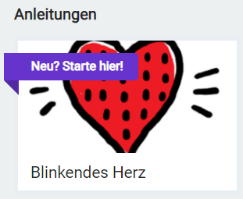 Anleitungen
Neu? Starte hier!
Blinkendes Herz